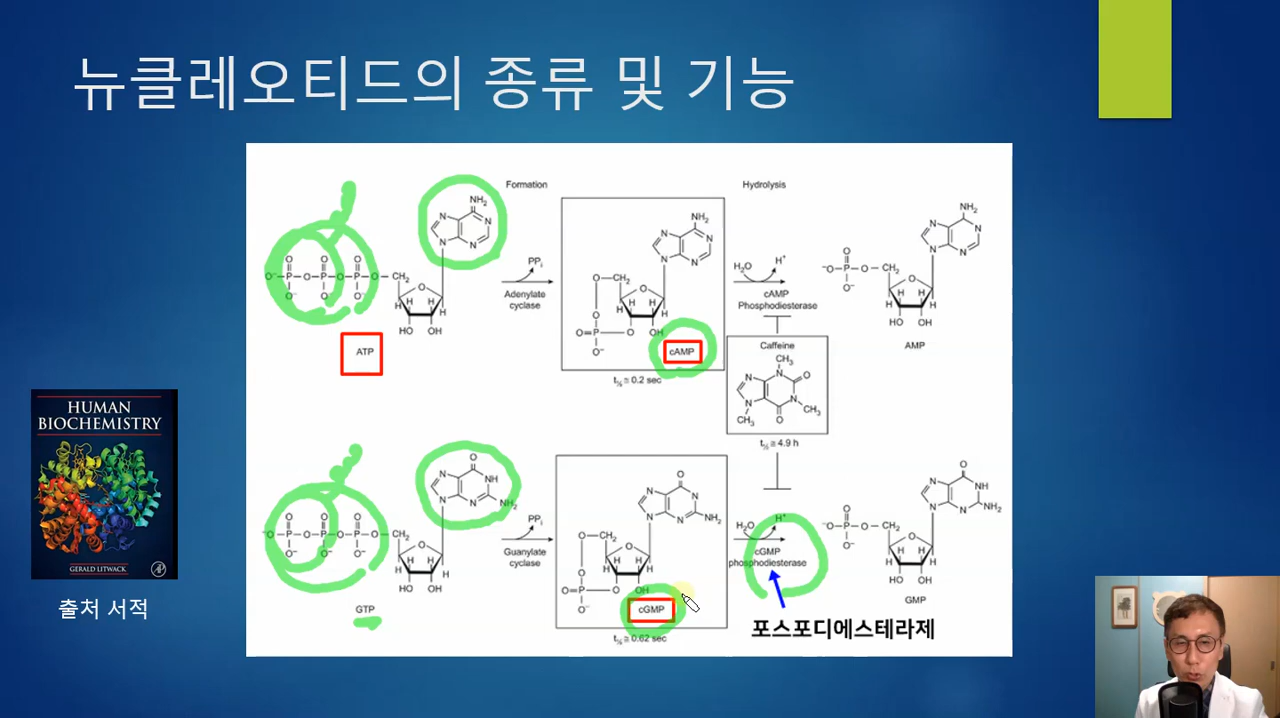 뉴클레오티드의 종류 및 기능
Formation
Hydrolysis
NH₂
N
N
N
N
O⁻
O
P
O
O⁻
O
P
O
O⁻
O
P
O
O⁻
CH₂
O
H
H
H
H
HO
OH
ATP
PPᵢ
Adenylate
cyclase
NH₂
N
N
N
N
O
CH₂
O
H
H
H
H
O
O
P
O
OH
O⁻
cAMP
t½ ≅ 0.2 sec
H₂O
H⁺
cAMP
Phosphodiesterase
NH₂
N
N
N
N
⁻O
O
P
O
O⁻
CH₂
O
H
H
H
H
HO
OH
AMP
Caffeine
CH₃
N
N
O
N
N
CH₃
CH₃
O
t½ ≅ 4.9 h
O
N
NH
N
N
NH₂
⁻O
O
P
O
O⁻
O
P
O
O⁻
O
P
O
O⁻
CH₂
O
H
H
H
H
HO
OH
GTP
PPᵢ
Guanylate
cyclase
O
N
N
N
N
NH₂
O
CH₂
O
H
H
H
H
O
O
P
O
OH
O⁻
cGMP
t½ ≅ 0.62 sec
H₂O
H⁺
cGMP
phosphodiesterase
포스포디에스테라제
O
N
NH
N
N
NH₂
⁻O
O
P
O
O⁻
CH₂
O
H
H
H
H
HO
OH
GMP
HUMAN
BIOCHEMISTRY
GERALD LITWACK
출처 서적